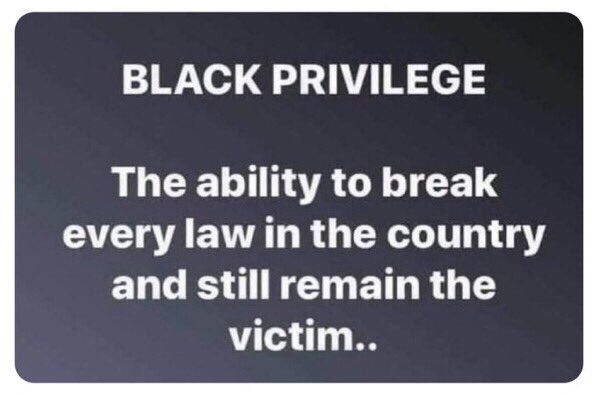 BLACK PRIVILEGE
The ability to break
every law in the country
and still remain the
victim..